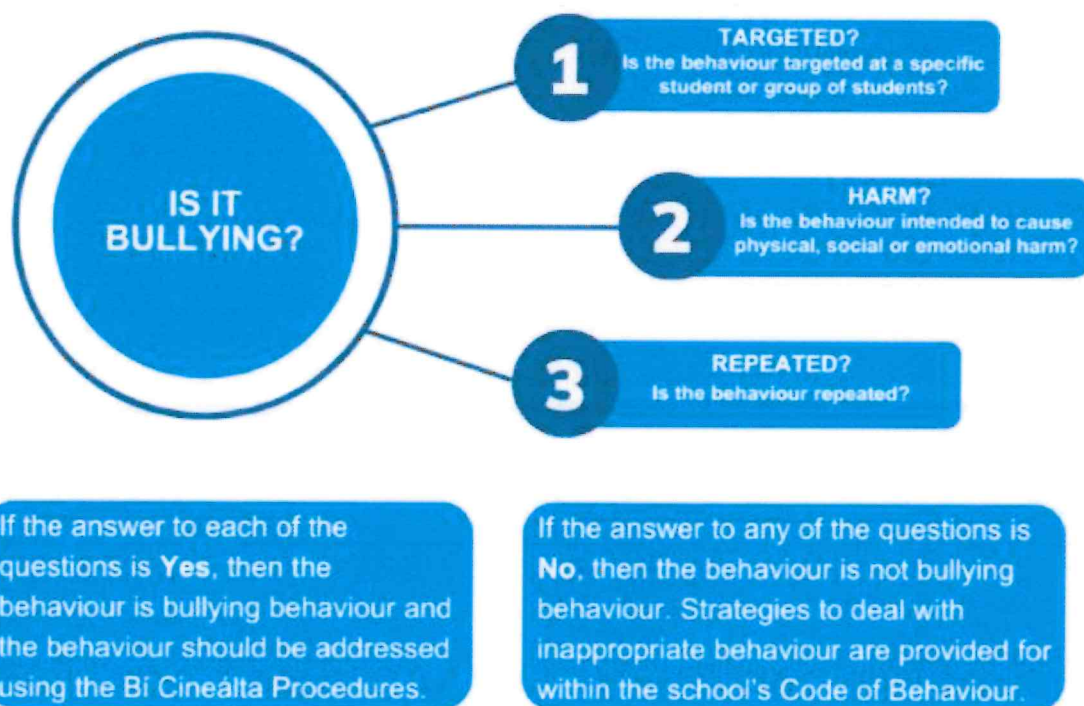 IS IT
BULLYING?
1
TARGETED?
Is the behaviour targeted at a specific
student or group of students?
2
HARM?
Is the behaviour intended to cause
physical, social or emotional harm?
3
REPEATED?
Is the behaviour repeated?
If the answer to each of the
questions is Yes, then the
behaviour is bullying behaviour and
the behaviour should be addressed
using the Bí Cineálta Procedures.
If the answer to any of the questions is
No, then the behaviour is not bullying
behaviour. Strategies to deal with
inappropriate behaviour are provided for
within the school's Code of Behaviour.